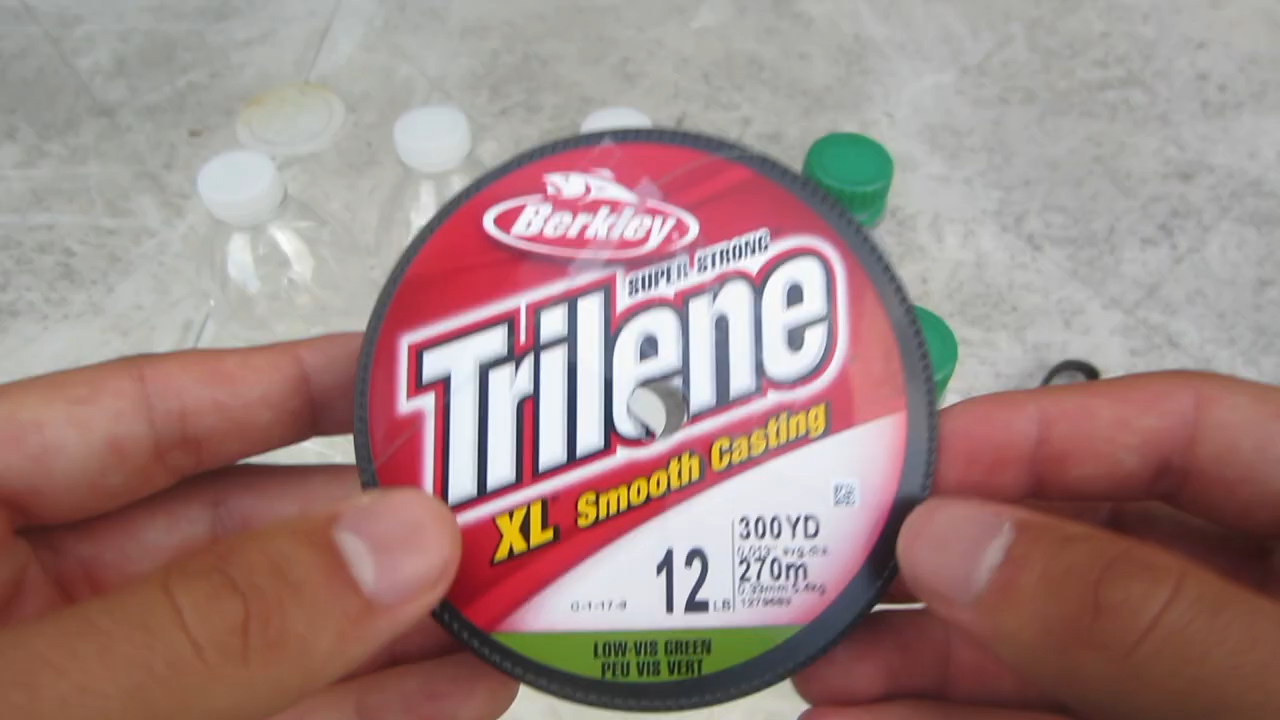 Berkley
SUPER STRONG
Trilene
XL Smooth Casting
300YD
270m
12 LB
LOW-VIS GREEN
PEU VIS VERT